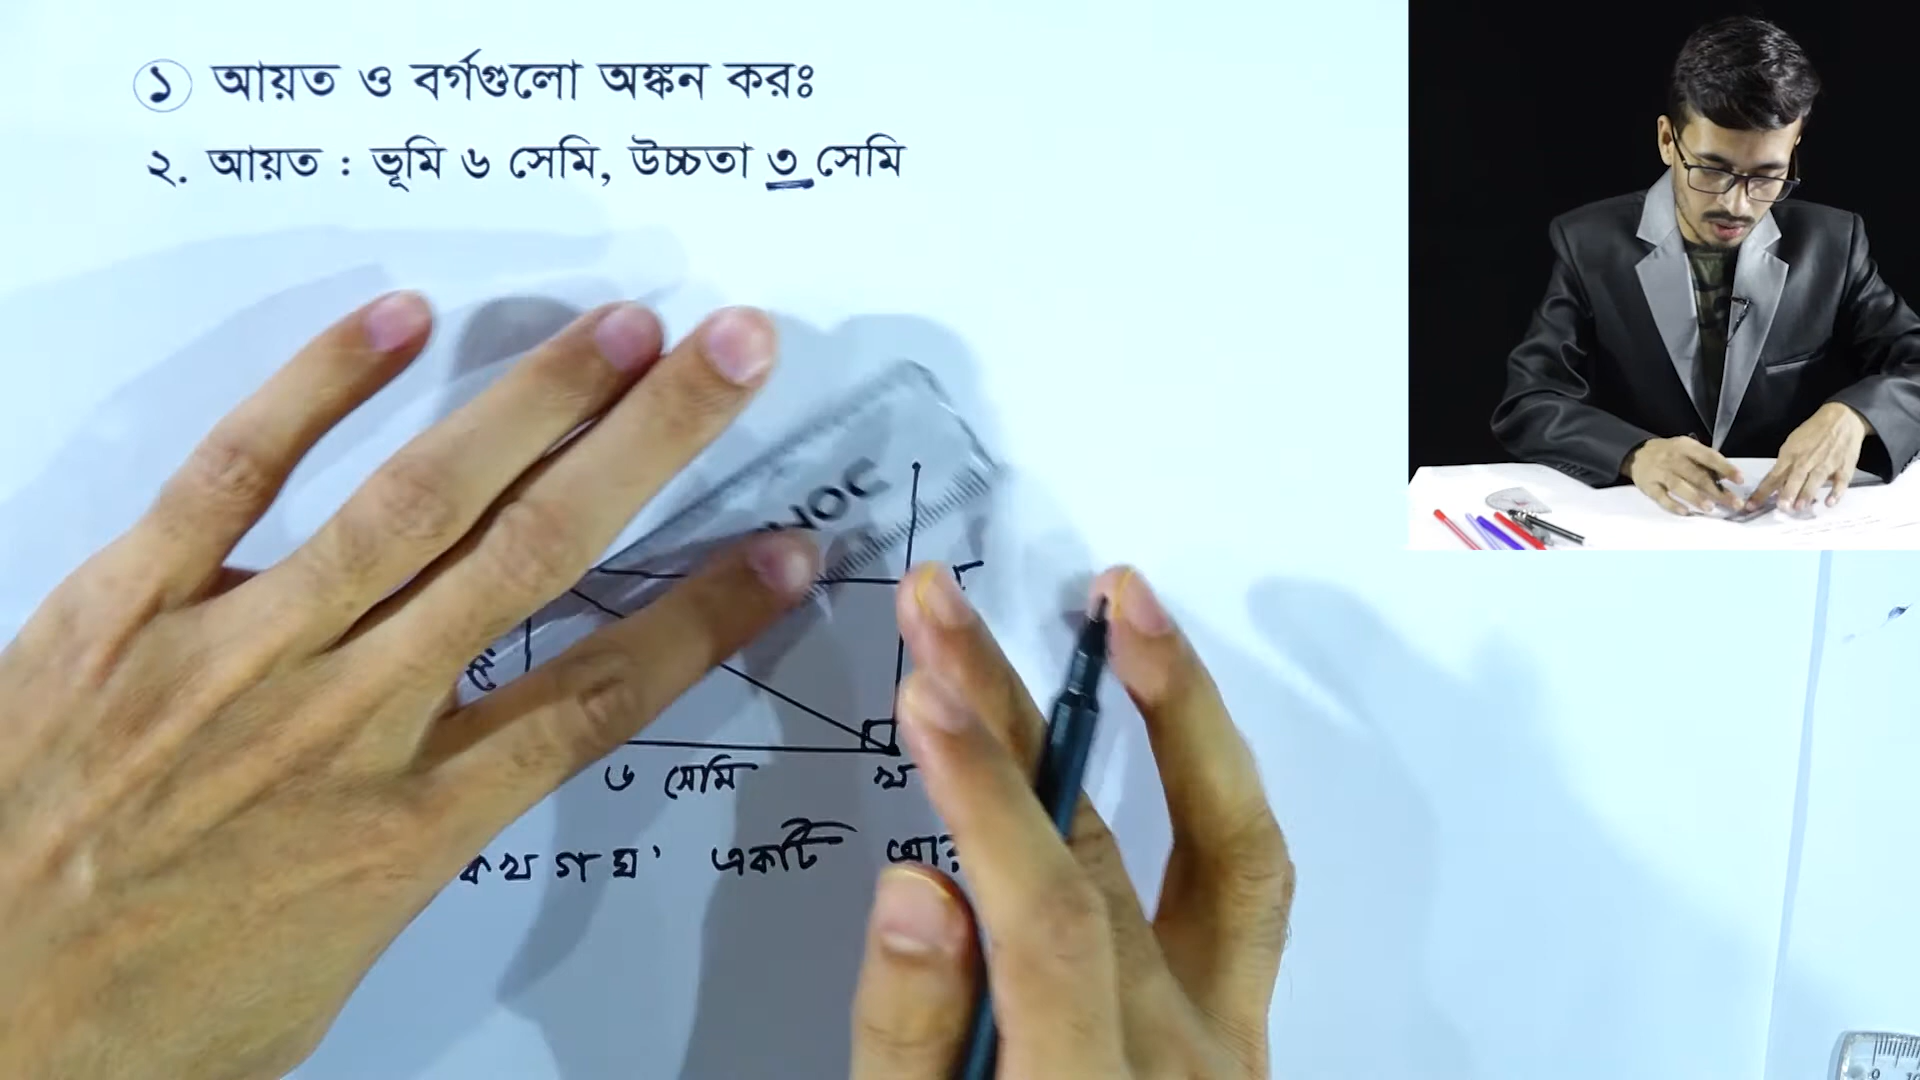 ১ আয়ত ও বর্গগুলো অঙ্কন করঃ
২. আয়ত : ভূমি ৬ সেমি, উচ্চতা ৩ সেমি
৬ সেমি খ
কখগঘ' একটি